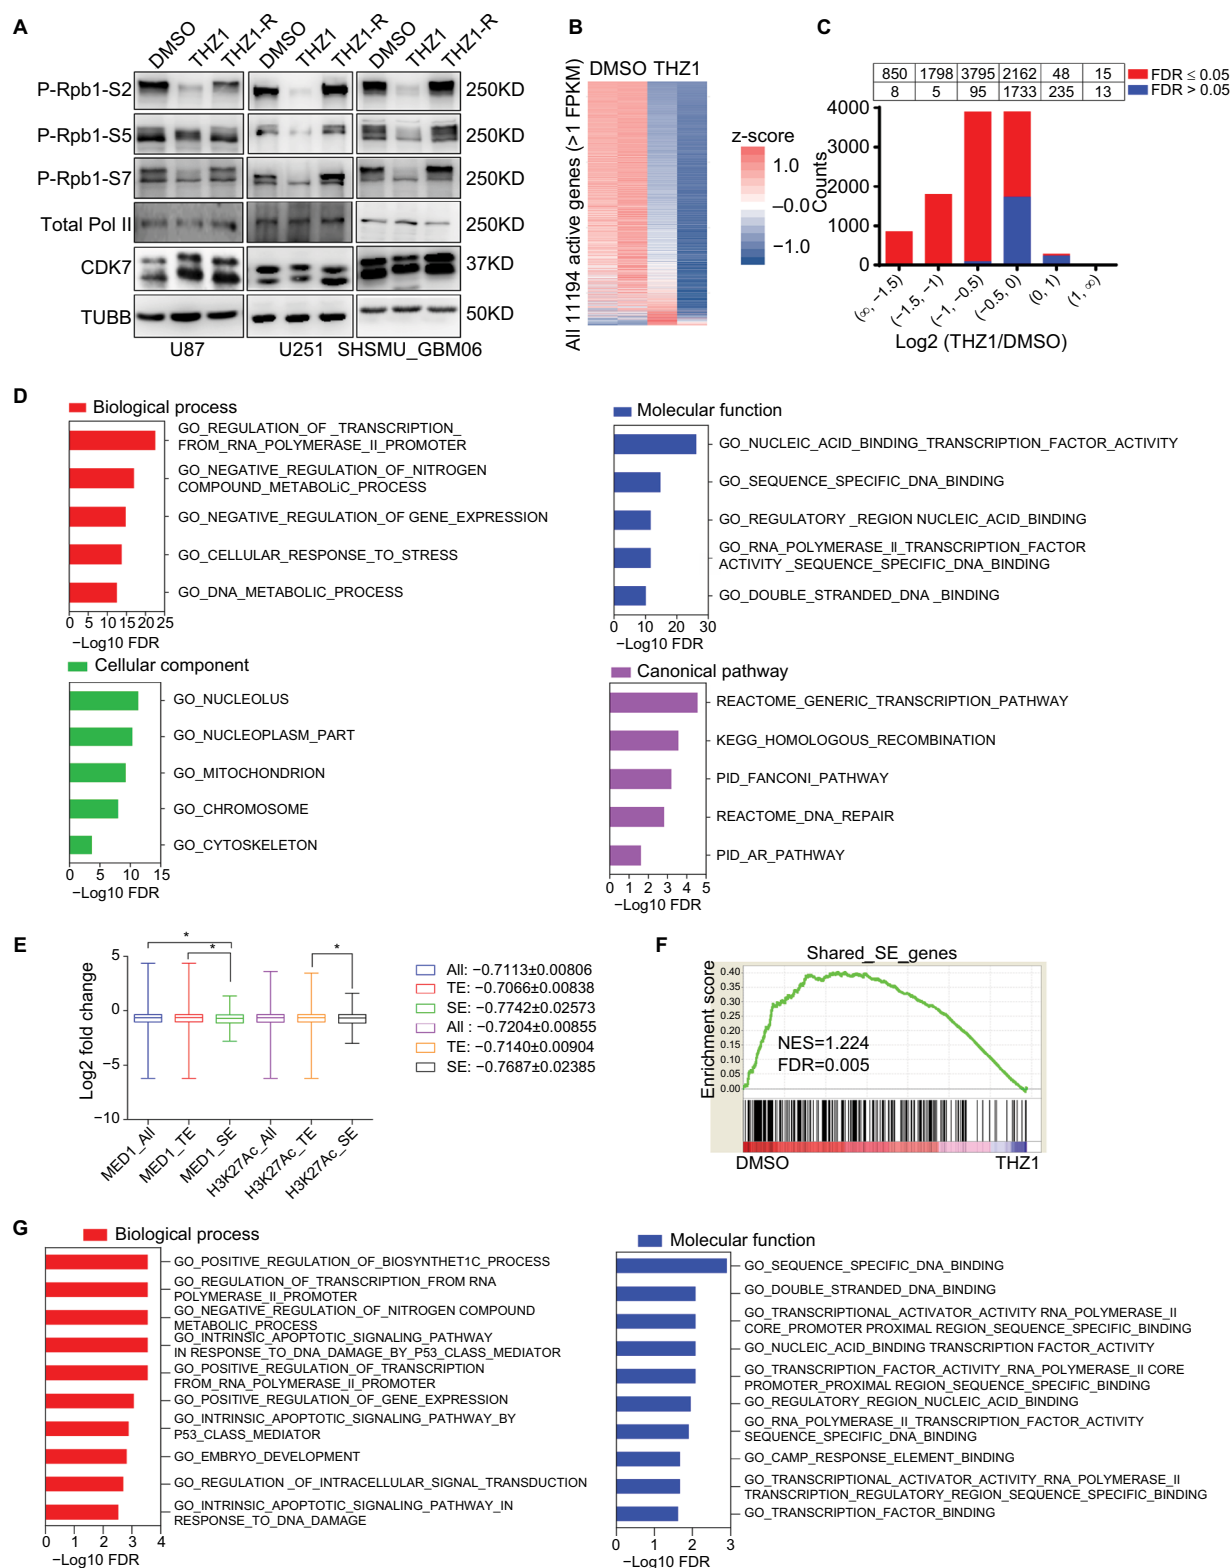 A
DMSO
THZ1
THZ1-R
DMSO
THZ1
THZ1-R
DMSO
THZ1
THZ1-R
P-Rpb1-S2
250KD
P-Rpb1-S5
250KD
P-Rpb1-S7
250KD
Total Pol II
250KD
CDK7
37KD
TUBB
50KD
U87
U251
SHSMU_GBM06
B
DMSO THZ1
All 11194 active genes (>1 FPKM)
z-score
1.0
−0.0
−1.0
C
850 1798 3795 2162 48 15
8 5 95 1733 235 13
FDR ≤ 0.05
FDR > 0.05
Counts
4000
3000
2000
1000
0
(∞, −1.5)
(−1.5, −1)
(−1, −0.5)
(−0.5, 0)
(0, 1)
(1, ∞)
Log2 (THZ1/DMSO)
D
Biological process
GO_REGULATION_OF _TRANSCRIPTION_
FROM_RNA_POLYMERASE_II_PROMOTER
GO_NEGATIVE_REGULATION_OF_NITROGEN
COMPOUND_METABOLiC_PROCESS
GO_NEGATIVE_REGULATION_OF GENE_EXPRESSION
GO_CELLULAR_RESPONSE_TO_STRESS
GO_DNA_METABOLIC_PROCESS
0 5 10 15 20 25
−Log10 FDR
Molecular function
GO_NUCLEIC_ACID_BINDING_TRANSCRIPTION_FACTOR_ACTIVITY
GO_SEQUENCE_SPECIFIC_DNA_BINDING
GO_REGULATORY _REGION NUCLEIC_ACID_BINDING
GO_RNA_POLYMERASE_II_TRANSCRIPTION_FACTOR
ACTIVITY _SEQUENCE_SPECIFIC_DNA_BINDING
GO_DOUBLE_STRANDED_DNA _BINDING
0 10 20 30
−Log10 FDR
Cellular component
GO_NUCLEOLUS
GO_NUCLEOPLASM_PART
GO_MITOCHONDRION
GO_CHROMOSOME
GO_CYTOSKELETON
0 5 10 15
−Log10 FDR
Canonical pathway
REACTOME_GENERIC_TRANSCRIPTION_PATHWAY
KEGG_HOMOLOGOUS_RECOMBINATION
PID_FANCONI_PATHWAY
REACTOME_DNA_REPAIR
PID_AR_PATHWAY
0 1 2 3 4 5
−Log10 FDR
E
Log2 fold change
5
0
−5
−10
*
*
*
MED1_All
MED1_TE
MED1_SE
H3K27Ac_All
H3K27Ac_TE
H3K27Ac_SE
All: −0.7113±0.00806
TE: −0.7066±0.00838
SE: −0.7742±0.02573
All : −0.7204±0.00855
TE: −0.7140±0.00904
SE: −0.7687±0.02385
F
Shared_SE_genes
Enrichment score
0.40
0.35
0.30
0.25
0.20
0.15
0.10
0.05
0.00
NES=1.224
FDR=0.005
DMSO
THZ1
G
Biological process
GO_POSITIVE_REGULATION_OF_BIOSYNTHET1C_PROCESS
GO_REGULATION_OF_TRANSCRIPTION_FROM RNA
POLYMERASE_II_PROMOTER
GO_NEGATIVE_REGULATION_OF_NITROGEN COMPOUND
METABOLIC_PROCESS
GO_INTRINSIC_APOPTOTIC_SIGNALING_PATHWAY
IN RESPONSE_TO_DNA_DAMAGE_BY_P53_CLASS_MEDIATOR
GO_POSITIVE_REGULATION_OF_TRANSCRIPTION
FROM_RNA_POLYMERASE_II_PROMOTER
GO_POSITIVE_REGULATION_OF_GENE_EXPRESSION
GO_INTRINSIC_APOPTOTIC_SIGNALING_PATHWAY_BY
P53_CLASS_MEDIATOR
GO_EMBRYO_DEVELOPMENT
GO_REGULATION _OF_INTRACELLULAR_SIGNAL_TRANSDUCTION
GO_INTRINSIC_APOPTOTIC_SIGNALING_PATHWAY_IN
RESPONSE_TO_DNA_DAMAGE
0 1 2 3 4
−Log10 FDR
Molecular function
GO_SEQUENCE_SPECIFIC_DNA_BINDING
GO_DOUBLE_STRANDED_DNA_BINDING
GO_TRANSCRIPTIONAL_ACTIVATOR_ACTIVITY RNA_POLYMERASE_II
CORE_PROMOTER PROXIMAL REGION_SEQUENCE_SPECIFIC_BINDING
GO_NUCLEIC_ACID_BINDING TRANSCRIPTION FACTOR_ACTIVITY
GO_TRANSCRIPTION_FACTOR_ACTIVITY_RNA_POLYMERASE_II CORE
PROMOTER_PROXIMAL REGION_SEQUENCE_SPECIFIC_BINDING
GO_REGULATORY_REGION_NUCLEIC_ACID_BINDING
GO_RNA_POLYMERASE_II_TRANSCRIPTION_FACTOR_ACTIVITY
SEQUENCE_SPECIFIC_DNA_BINDING
GO_CAMP_RESPONSE_ELEMENT_BINDING
GO_TRANSCRIPTIONAL_ACTIVATOR_ACTIVITY_RNA_POLYMERASE_II
TRANSCRIPTION_REGULATORY_REGION_SEQUENCE_SPECIFIC_BINDING
GO_TRANSCRIPTION_FACTOR_BINDING
0 1 2 3
−Log10 FDR